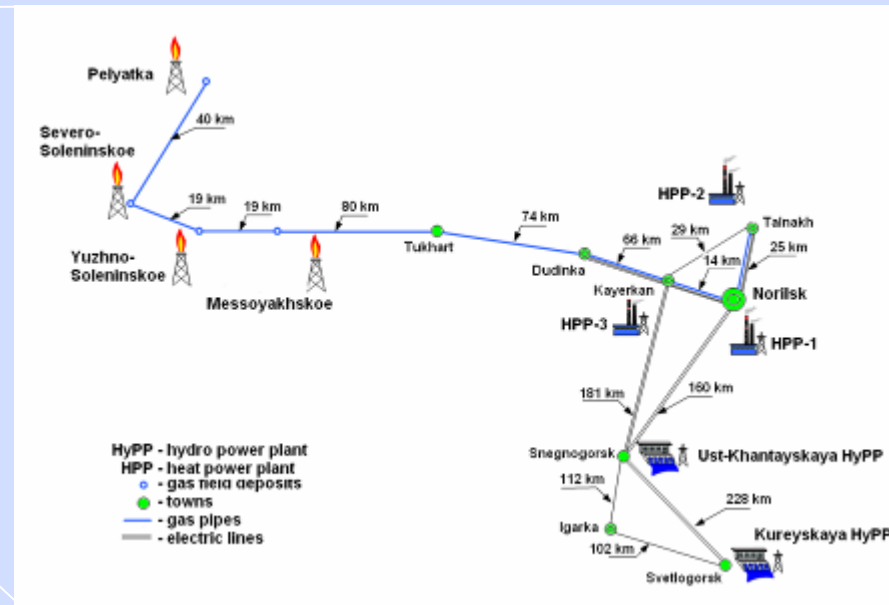 Pelyatka
40 km
Severo-
Soleninskoe
19 km
19 km
80 km
Yuzhno-
Soleninskoe
Messoyakhskoe
Tukhart
74 km
Dudinka
66 km
Kayerkan
HPP-2
Talnakh
29 km
25 km
14 km
Norilsk
HPP-3
HPP-1
181 km
160 km
Snegnogorsk
Ust-Khantayskaya HyPP
112 km
228 km
Igarka
102 km
Kureyskaya HyPP
Svetlogorsk
HyPP - hydro power plant
HPP - heat power plant
- gas field deposits
- towns
- gas pipes
- electric lines